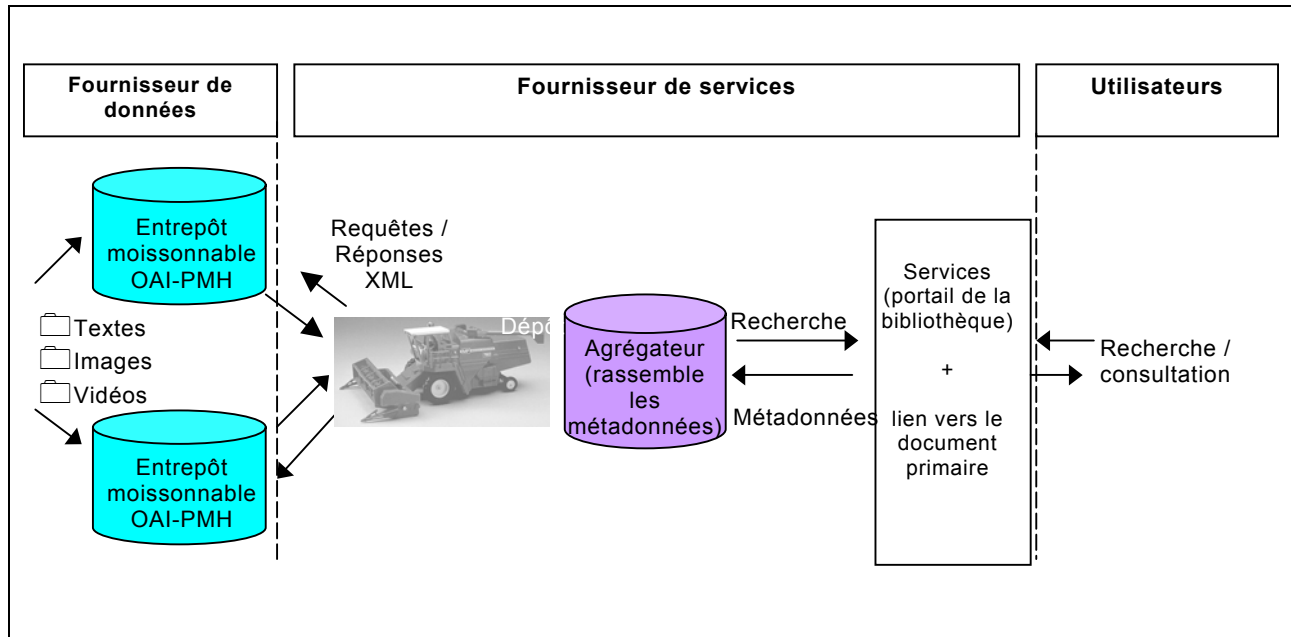 Fournisseur de
données
Fournisseur de services
Utilisateurs
Entrepôt
moissonnable
OAI-PMH
Requêtes /
Réponses
XML
Textes
Images
Vidéos
Entrepôt
moissonnable
OAI-PMH
Agrégateur
(rassemble
les
métadonnées)
Recherche
Métadonnées
Services
(portail de la
bibliothèque)
+
lien vers le
document
primaire
Recherche /
consultation